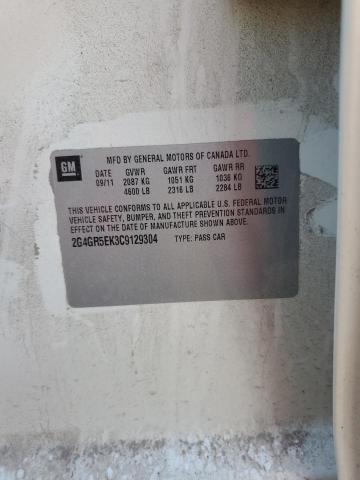 GM
MFD BY GENERAL MOTORS OF CANADA LTD.
DATE GVWR GAWR FRT GAWR RR
09/11 2087 KG 1051 KG 1036 KG
4600 LB 2316 LB 2284 LB
THIS VEHICLE CONFORMS TO ALL APPLICABLE U.S. FEDERAL MOTOR
VEHICLE SAFETY, BUMPER, AND THEFT PREVENTION STANDARDS IN
EFFECT ON THE DATE OF MANUFACTURE SHOWN ABOVE.
2G4GR5EK3C9129304 TYPE: PASS CAR